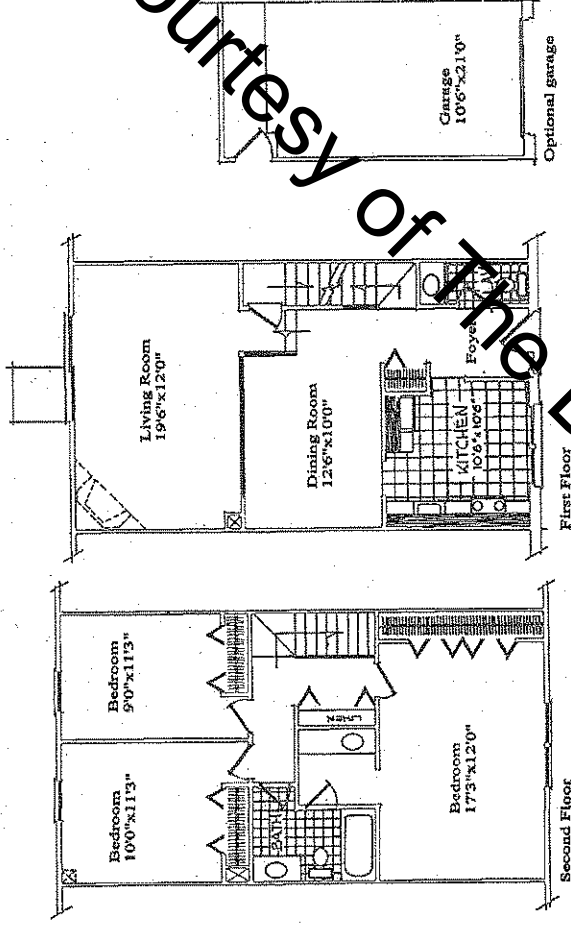 Courtesy of The
Garage
10'6"x21'0"
Optional garage
Living Room
19'6"x12'0"
Dining Room
12'6"x10'0"
KITCHEN
10'6"x10'6"
Foyer
First Floor
Bedroom
9'0"x11'3"
Bedroom
10'0"x11'3"
LINEN
BATH
Bedroom
17'3"x12'0"
Second Floor